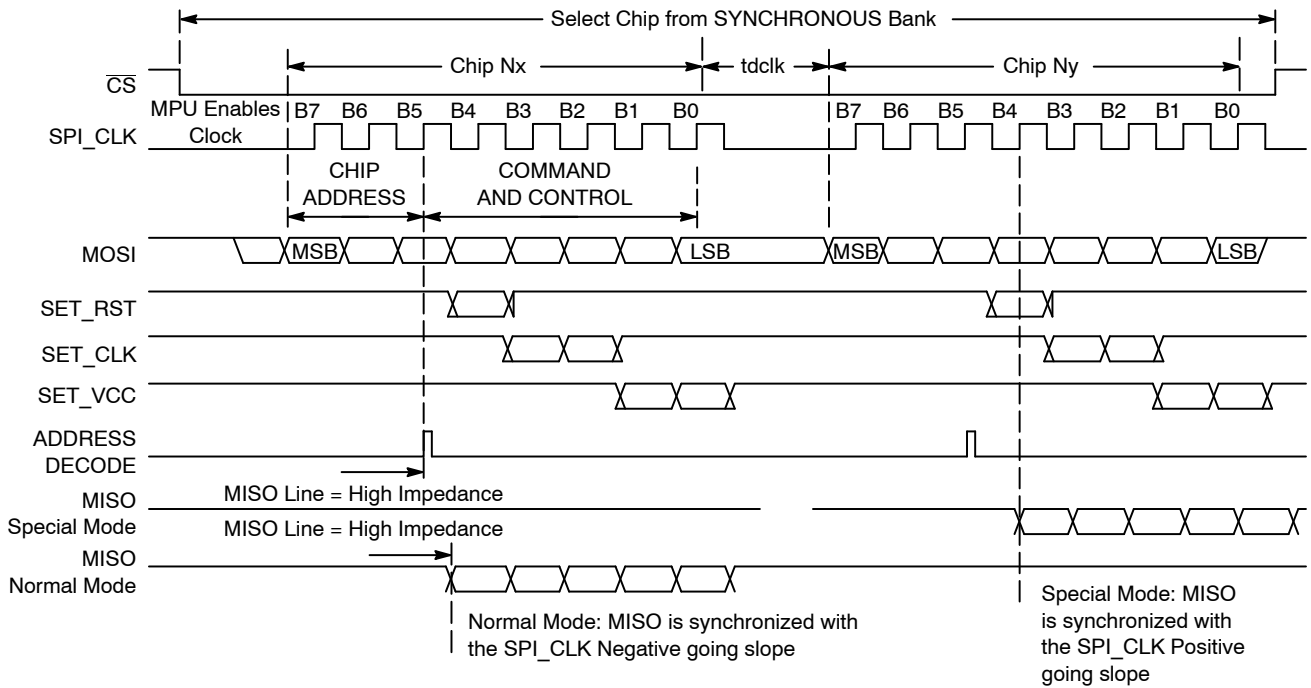 Select Chip from SYNCHRONOUS Bank
Chip Nx
tdclk
Chip Ny
CS
MPU Enables
Clock
B7 B6 B5 B4 B3 B2 B1 B0
B7 B6 B5 B4 B3 B2 B1 B0
SPI_CLK
CHIP
ADDRESS
COMMAND
AND CONTROL
MOSI
MSB
LSB
MSB
LSB
SET_RST
SET_CLK
SET_VCC
ADDRESS
DECODE
MISO
Special Mode
MISO Line = High Impedance
MISO Line = High Impedance
MISO
Normal Mode
Normal Mode: MISO is synchronized with
the SPI_CLK Negative going slope
Special Mode: MISO
is synchronized with
the SPI_CLK Positive
going slope